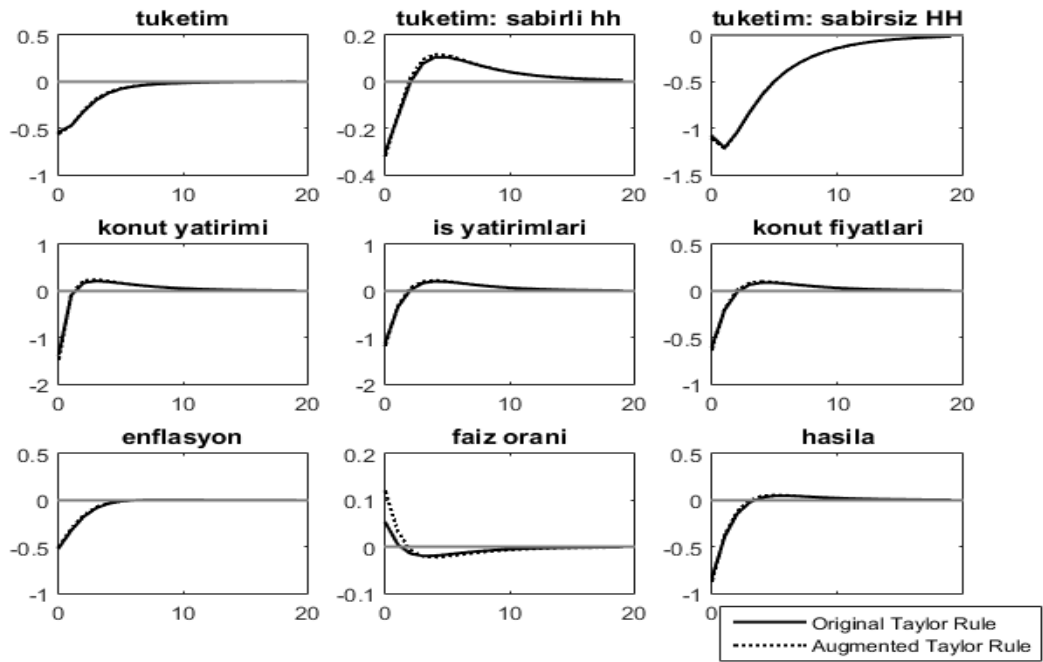 tuketim
0.5
0
-0.5
-1
0 10 20
tuketim: sabirli hh
0.2
0
-0.2
-0.4
0 10 20
tuketim: sabirsiz HH
0
-0.5
-1
-1.5
0 10 20
konut yatirimi
1
0
-1
-2
0 10 20
is yatirimlari
1
0
-1
-2
0 10 20
konut fiyatlari
0.5
0
-0.5
-1
0 10 20
enflasyon
0.5
0
-0.5
-1
0 10 20
faiz orani
0.2
0.1
0
-0.1
0 10 20
hasila
0.5
0
-0.5
-1
0
Original Taylor Rule
Augmented Taylor Rule